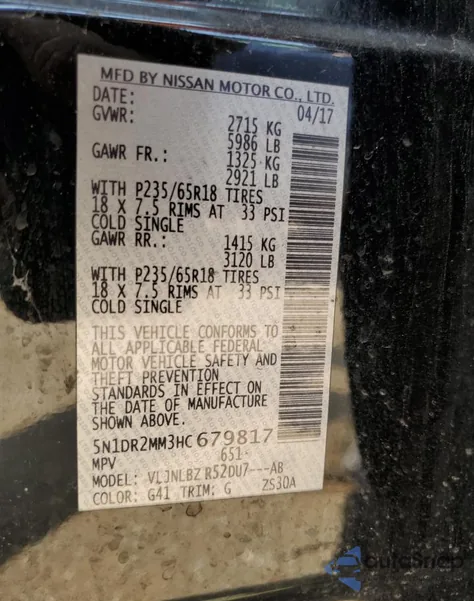 MFD BY NISSAN MOTOR CO., LTD.
DATE: 04/17
GVWR: 2715 KG
5986 LB
GAWR FR.: 1325 KG
2921 LB
WITH P235/65R18 TIRES
18 X 7.5 RIMS AT 33 PSI
COLD SINGLE
GAWR RR.: 1415 KG
3120 LB
WITH P235/65R18 TIRES
18 X 7.5 RIMS AT 33 PSI
COLD SINGLE
THIS VEHICLE CONFORMS TO
ALL APPLICABLE FEDERAL
MOTOR VEHICLE SAFETY AND
THEFT PREVENTION
STANDARDS IN EFFECT ON
THE DATE OF MANUFACTURE
SHOWN ABOVE.
5N1DR2MM3HC679817
MPV 651-
MODEL: R52DU7---AB
COLOR: G41 TRIM: G ZS30A
autoSnap